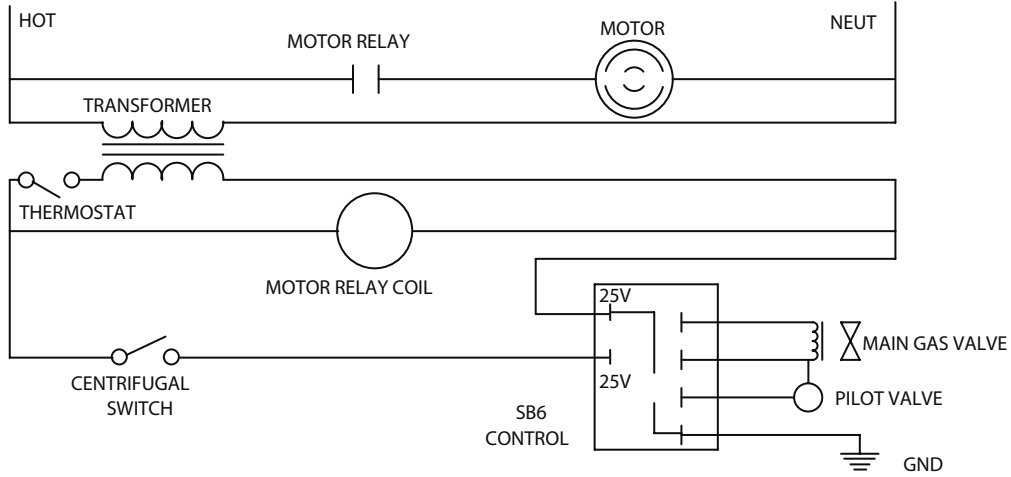 HOT
NEUT
MOTOR RELAY
MOTOR
TRANSFORMER
THERMOSTAT
MOTOR RELAY COIL
25V
MAIN GAS VALVE
25V
CENTRIFUGAL
SWITCH
PILOT VALVE
SB6
CONTROL
GND